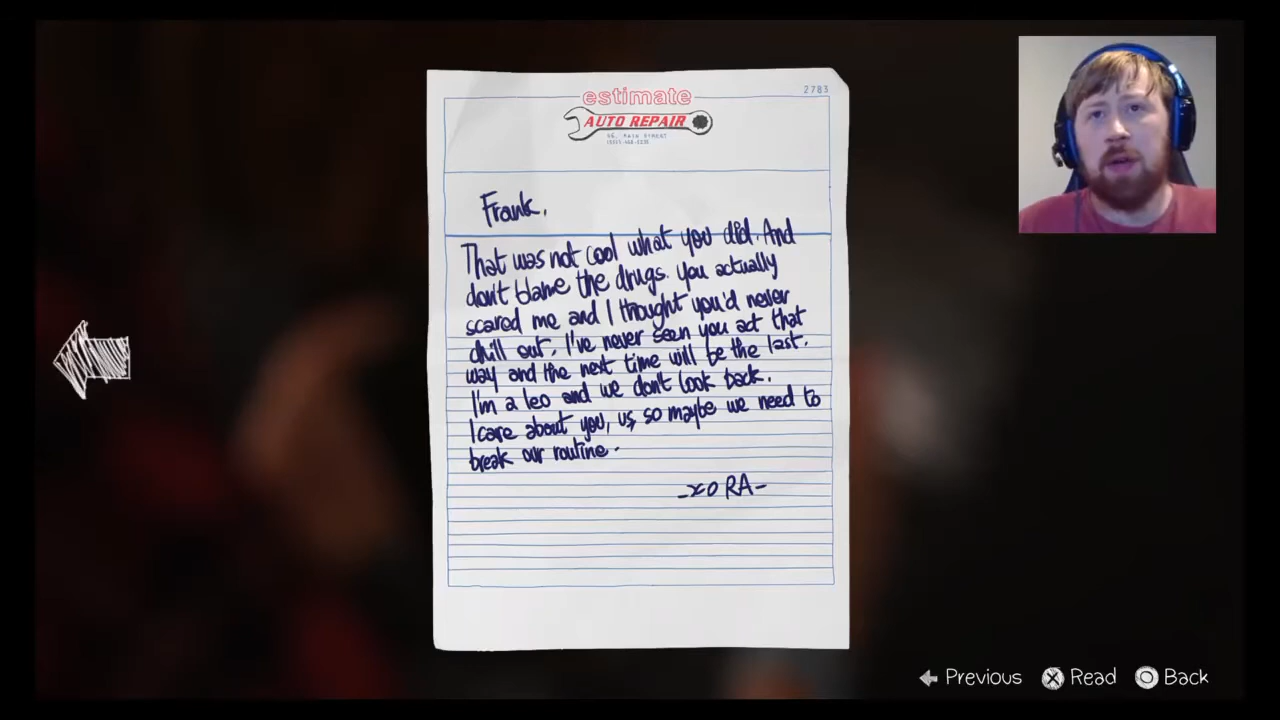 2783
estimate
AUTO REPAIR
Frank,
That was not cool what you did. And
don't blame the drugs. You actually
scared me and I thought you'd never
chill out. I've never seen you act that
way and the next time will be the last.
I'm a leo and we don't look back.
I care about you, us, so maybe we need to
break our routine.
-xo RA-
Previous
Read
Back